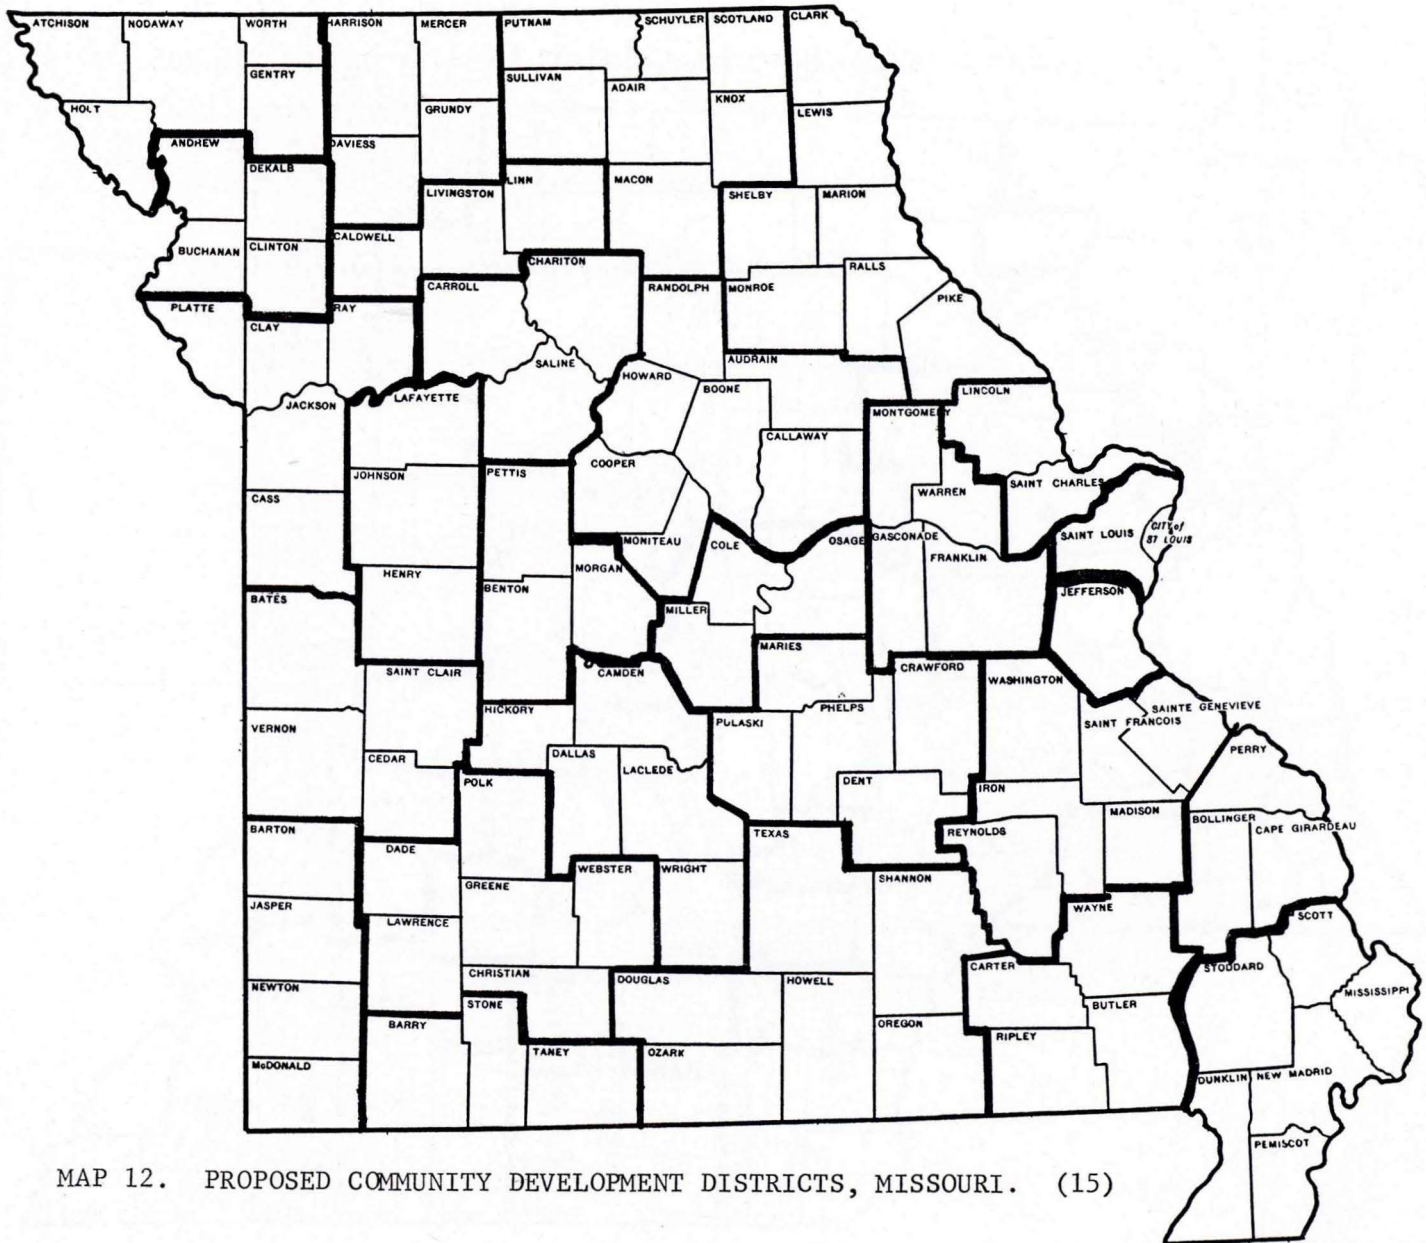 ATCHISON
NODAWAY
WORTH
HARRISON
MERCER
PUTNAM
SCHUYLER
SCOTLAND
CLARK
GENTRY
SULLIVAN
ADAIR
KNOX
HOLT
GRUNDY
LEWIS
ANDREW
DAVIESS
DEKALB
LIVINGSTON
LINN
MACON
SHELBY
MARION
BUCHANAN
CLINTON
CALDWELL
CHARITON
RALLS
PLATTE
CLAY
RAY
CARROLL
RANDOLPH
MONROE
PIKE
SALINE
AUDRAIN
HOWARD
BOONE
LINCOLN
JACKSON
LAFAYETTE
MONTGOMERY
CALLAWAY
COOPER
PETTIS
JOHNSON
SAINT CHARLES
WARREN
CASS
CITY of
ST LOUIS
SAINT LOUIS
MONITEAU
COLE
OSAGE
GASCONADE
FRANKLIN
HENRY
MORGAN
BENTON
JEFFERSON
BATES
MILLER
MARIES
CRAWFORD
SAINT CLAIR
CAMDEN
WASHINGTON
HICKORY
PHELPS
PULASKI
SAINTE GENEVIEVE
SAINT FRANCOIS
VERNON
PERRY
CEDAR
DALLAS
LACLEDE
POLK
DENT
IRON
MADISON
BOLLINGER
CAPE GIRARDEAU
BARTON
TEXAS
REYNOLDS
DADE
GREENE
WEBSTER
WRIGHT
SHANNON
JASPER
LAWRENCE
WAYNE
SCOTT
CARTER
STODDARD
CHRISTIAN
DOUGLAS
HOWELL
NEWTON
STONE
BUTLER
MISSISSIPPI
BARRY
OREGON
RIPLEY
McDONALD
TANEY
OZARK
DUNKLIN
NEW MADRID
PEMISCOT
MAP 12. PROPOSED COMMUNITY DEVELOPMENT DISTRICTS, MISSOURI. (15)